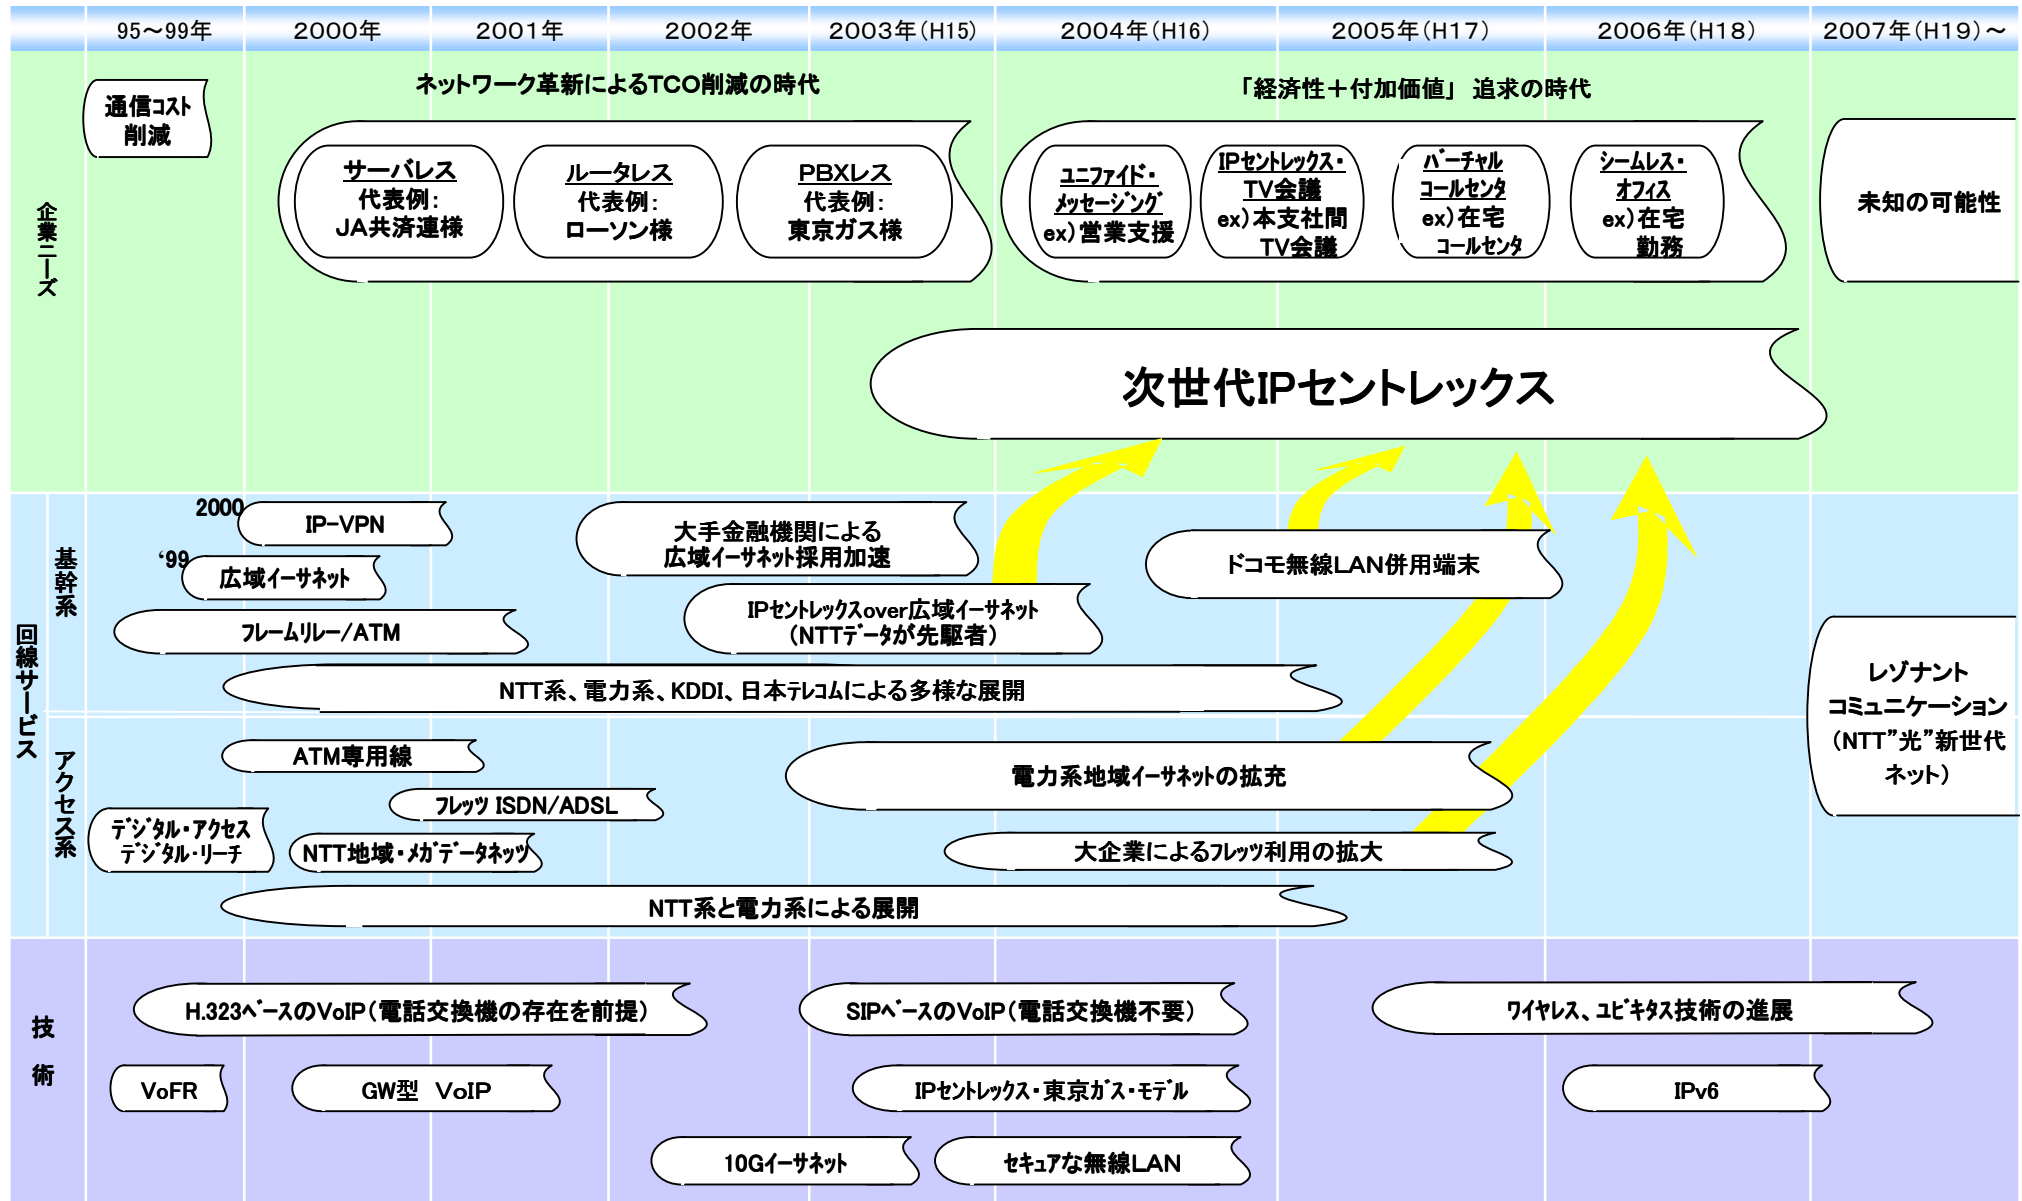 95～99年
2000年
2001年
2002年
2003年(H15)
2004年(H16)
2005年(H17)
2006年(H18)
2007年(H19)～
企業ニーズ
通信コスト
削減
ネットワーク革新によるTCO削減の時代
サーバレス
代表例：
JA共済連様
ルータレス
代表例：
ローソン様
PBXレス
代表例：
東京ガス様
「経済性＋付加価値」 追求の時代
ユニファイド・
メッセージング
ex)営業支援
IPセントレックス・
TV会議
ex)本支社間
TV会議
バーチャル
コールセンタ
ex)在宅
コールセンタ
シームレス・
オフィス
ex)在宅
勤務
未知の可能性
次世代IPセントレックス
回線サービス
基幹系
2000
IP-VPN
‘99
広域イーサネット
フレームリレー/ATM
大手金融機関による
広域イーサネット採用加速
IPセントレックスover広域イーサネット
(NTTデータが先駆者)
ドコモ無線LAN併用端末
NTT系、電力系、KDDI、日本テレコムによる多様な展開
レゾナント
コミュニケーション
(NTT”光”新世代
ネット)
アクセス系
ATM専用線
フレッツ ISDN/ADSL
デジタル・アクセス
デジタル・リーチ
NTT地域・メガデータネッツ
電力系地域イーサネットの拡充
大企業によるフレッツ利用の拡大
NTT系と電力系による展開
技術
H.323ベースのVoIP(電話交換機の存在を前提)
SIPベースのVoIP(電話交換機不要)
ワイヤレス、ユビキタス技術の進展
VoFR
GW型 VoIP
IPセントレックス・東京ガス・モデル
IPv6
10Gイーサネット
セキュアな無線LAN